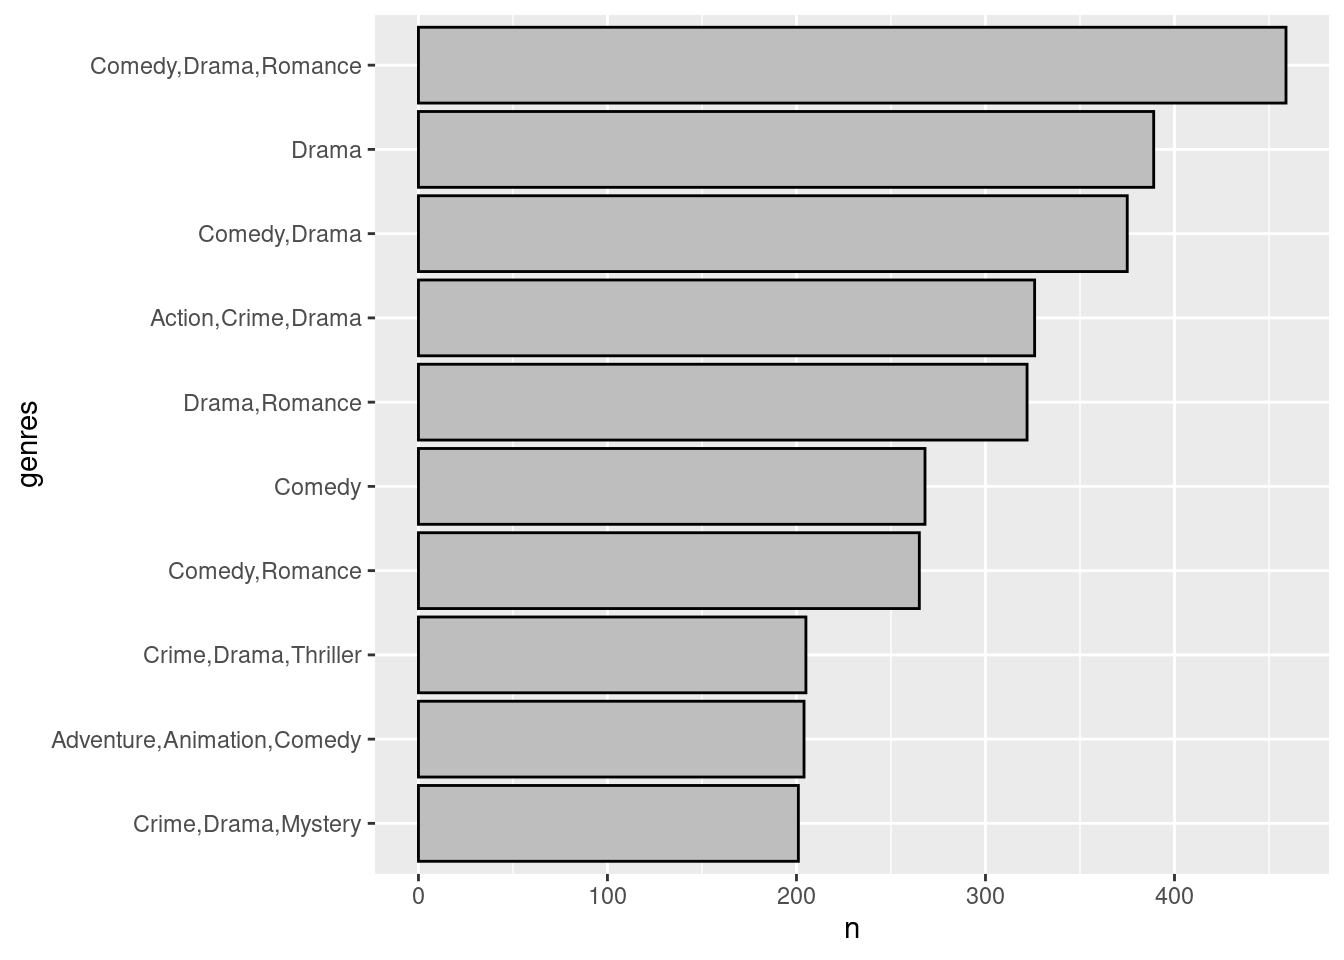 genres
Comedy,Drama,Romance
Drama
Comedy,Drama
Action,Crime,Drama
Drama,Romance
Comedy
Comedy,Romance
Crime,Drama,Thriller
Adventure,Animation,Comedy
Crime,Drama,Mystery
0 100 200 300 400
n